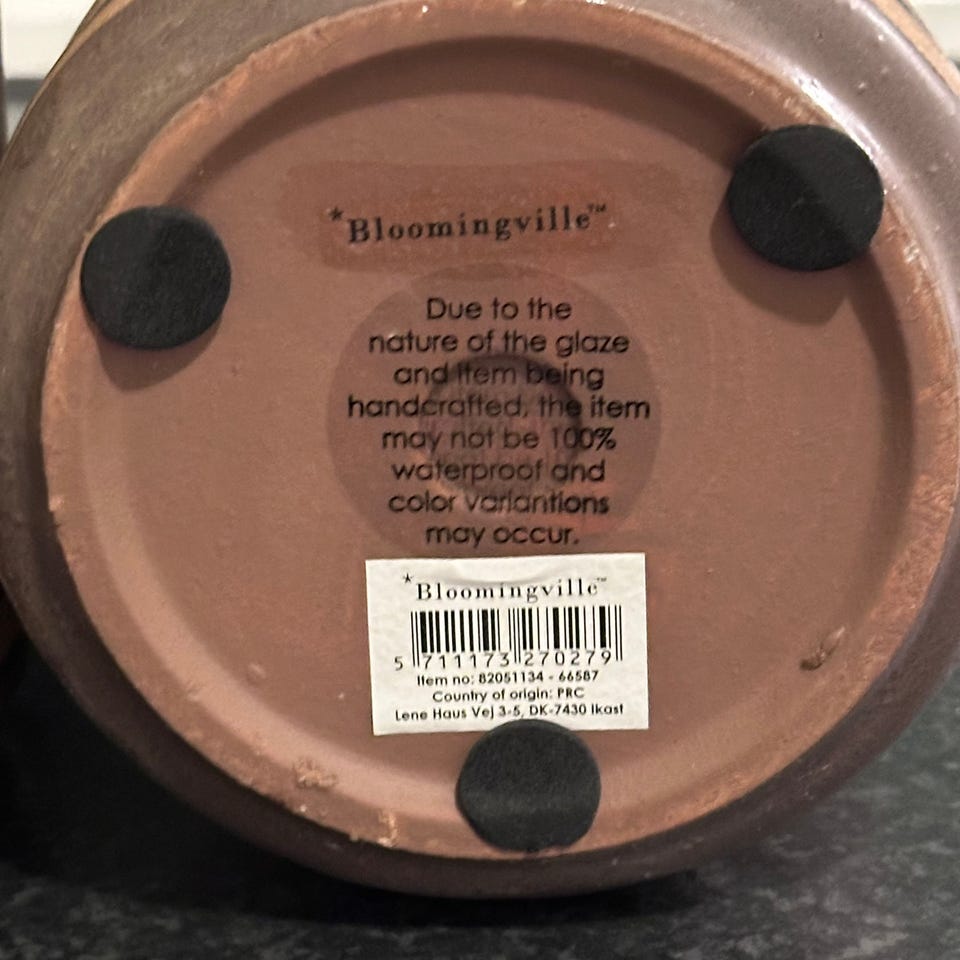 *Bloomingville™
Due to the
nature of the glaze
and item being
handcrafted, the item
may not be 100%
waterproof and
color variantions
may occur.
*Bloomingville™
5 711173 270279
Item no: 82051134 - 66587
Country of origin: PRC
Lene Haus Vej 3-5, DK-7430 Ikast